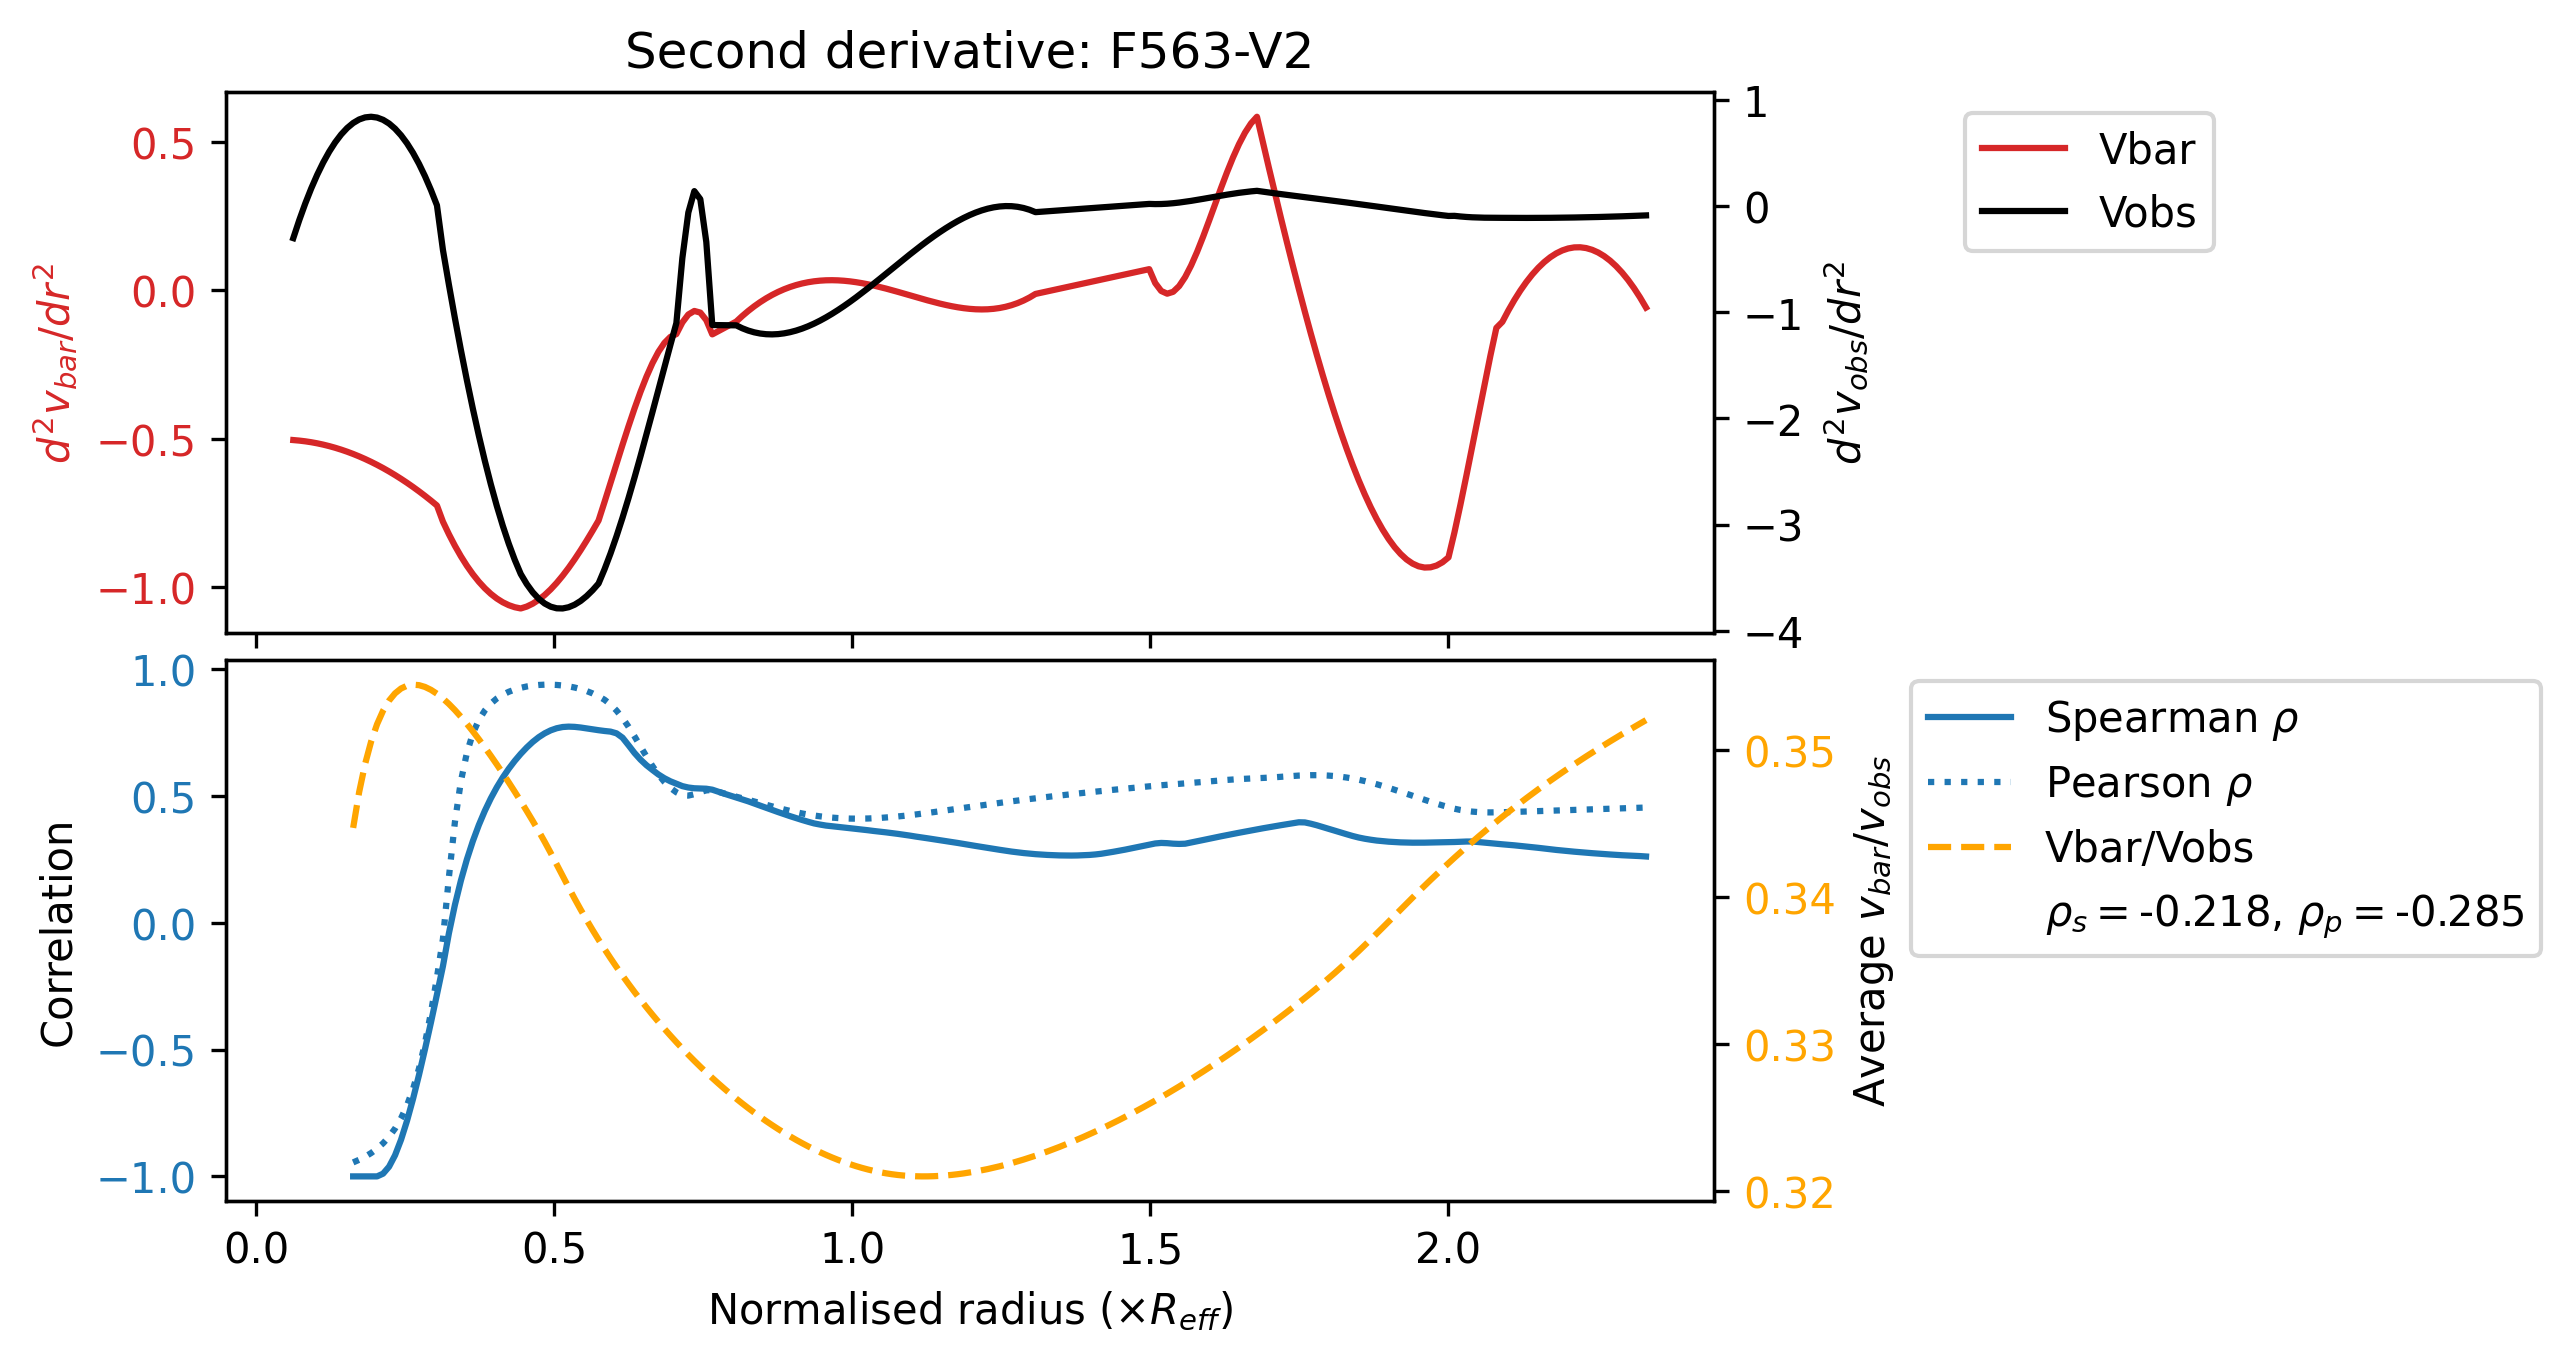 Second derivative: F563-V2
0.5
0.0
−0.5
−1.0
d²v_bar/dr²
1
0
−1
−2
−3
−4
d²v_obs/dr²
Vbar
Vobs
1.0
0.5
0.0
−0.5
−1.0
Correlation
0.35
0.34
0.33
0.32
Average v_bar/v_obs
Spearman ρ
Pearson ρ
Vbar/Vobs
ρ_s = -0.218, ρ_p = -0.285
0.0 0.5 1.0 1.5 2.0
Normalised radius (×R_eff)